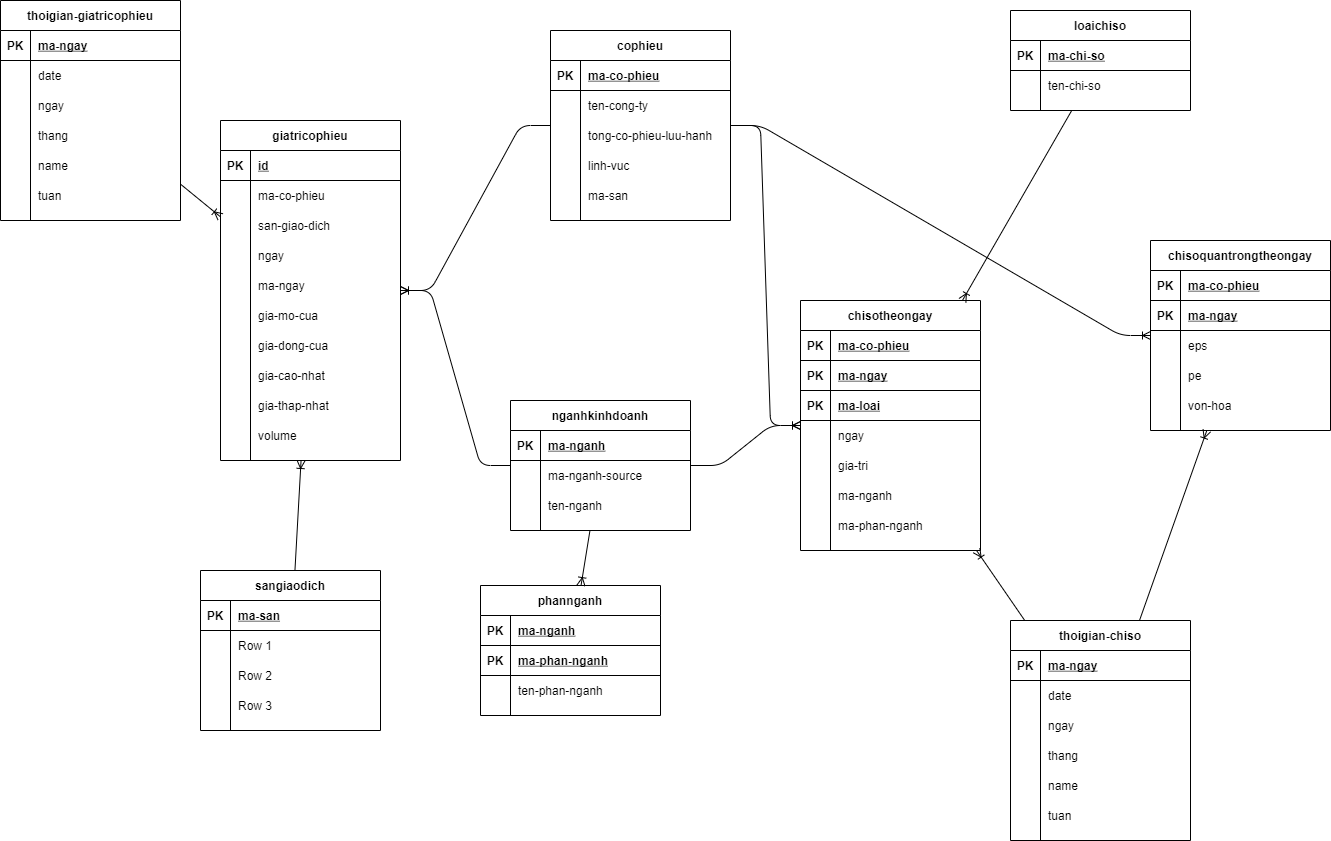 thoigian-giatricophieu
PK ma-ngay
date
ngay
thang
name
tuan
giatricophieu
PK id
ma-co-phieu
san-giao-dich
ngay
ma-ngay
gia-mo-cua
gia-dong-cua
gia-cao-nhat
gia-thap-nhat
volume
sangiaodich
PK ma-san
Row 1
Row 2
Row 3
cophieu
PK ma-co-phieu
ten-cong-ty
tong-co-phieu-luu-hanh
linh-vuc
ma-san
nganhkinhdoanh
PK ma-nganh
ma-nganh-source
ten-nganh
phannganh
PK ma-nganh
PK ma-phan-nganh
ten-phan-nganh
loaichiso
PK ma-chi-so
ten-chi-so
chisotheongay
PK ma-co-phieu
PK ma-ngay
PK ma-loai
ngay
gia-tri
ma-nganh
ma-phan-nganh
chisoquantrongtheongay
PK ma-co-phieu
PK ma-ngay
eps
pe
von-hoa
thoigian-chiso
PK ma-ngay
date
ngay
thang
name
tuan